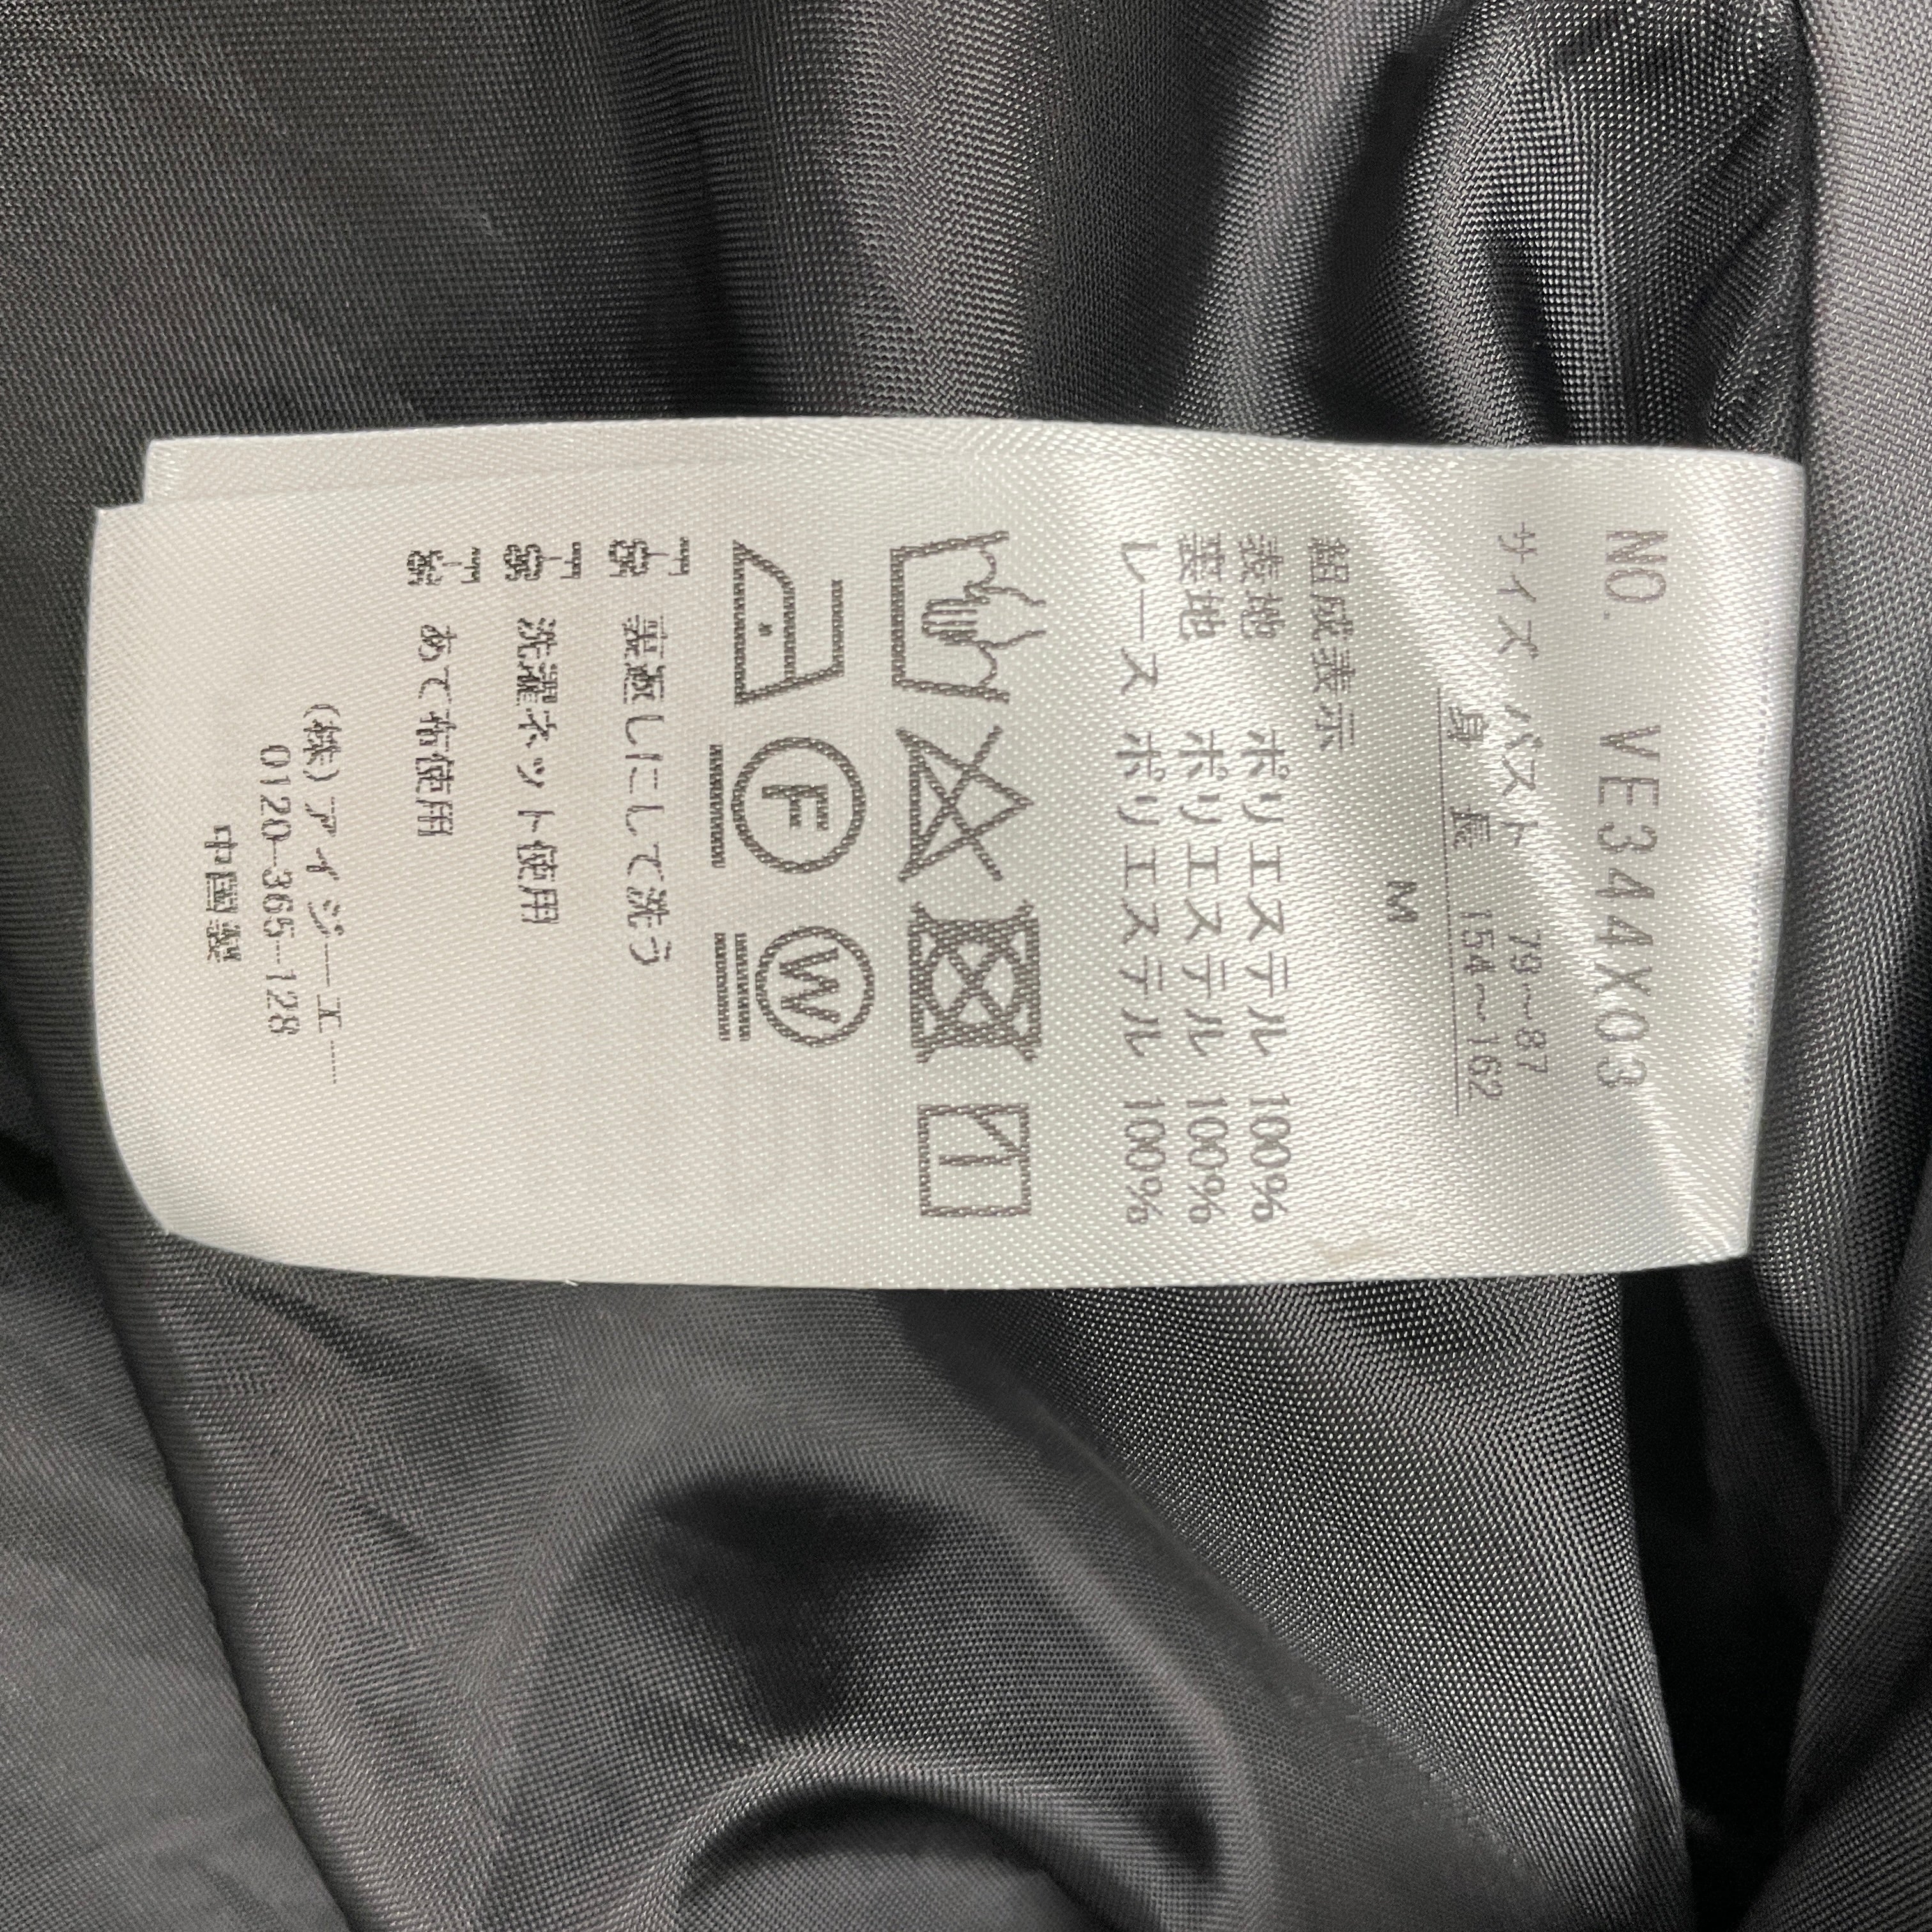 NO. VE344X03
サイズ バスト 79〜87
身長 154〜162
M
組成表示
表地 ポリエステル 100%
裏地 ポリエステル 100%
レース ポリエステル 100%
F
W
裏返しにして洗う
洗濯ネット使用
あて布使用
(株)アイジーエー
0120-365-128
中国製